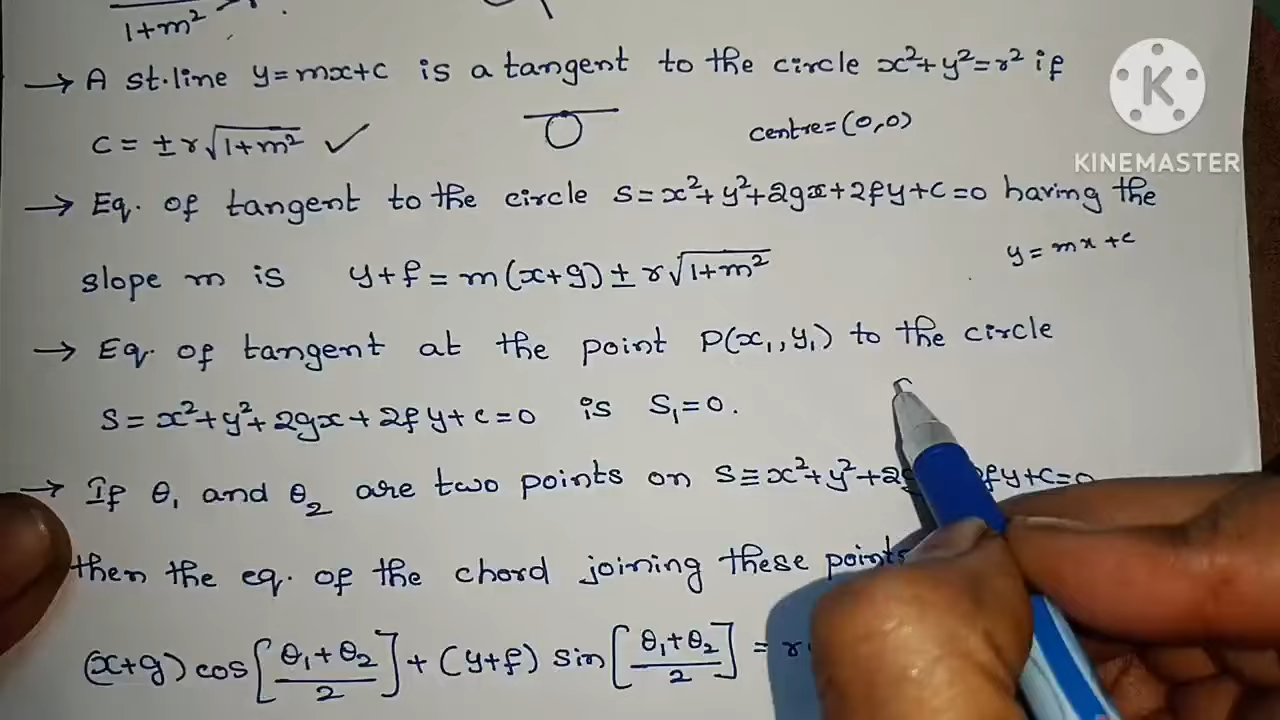 1+m²
→ A st.line y=mx+c is a tangent to the circle x²+y²=r² if
c = ±r√1+m² ✓ centre=(0,0)
K
KINEMASTER
→ Eq. of tangent to the circle S=x²+y²+2gx+2fy+c=0 having the
slope m is y+f = m(x+g) ± r√1+m² y=mx+c
→ Eq. of tangent at the point P(x₁,y₁) to the circle
S=x²+y²+2gx+2fy+c=0 is S₁=0.
→ If θ₁ and θ₂ are two points on S≡x²+y²+2g fy+c=0
then the eq. of the chord joining these points
(x+g) cos[θ₁+θ₂/2] + (y+f) sin[θ₁+θ₂/2] = r